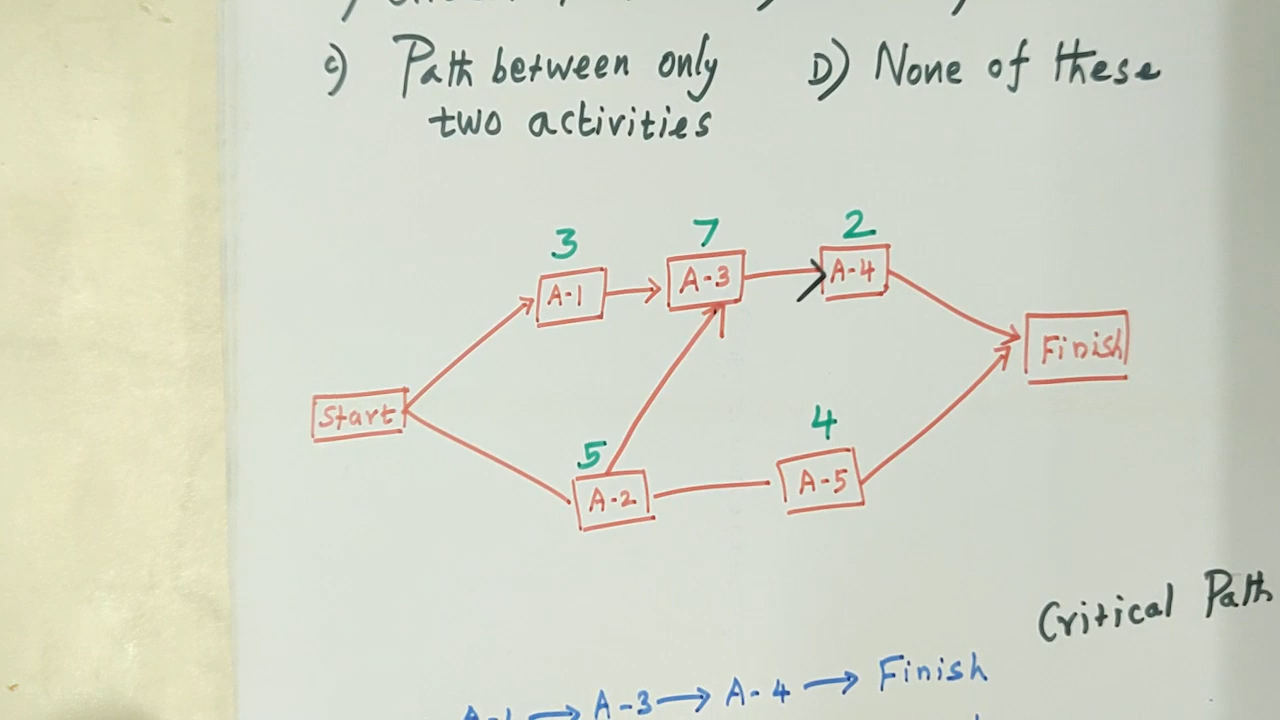 c) Path between only D) None of these
two activities
3 7 2
A-1 A-3 A-4
Finish
Start
5 4
A-2 A-5
Critical Path
A-1 → A-3 → A-4 → Finish